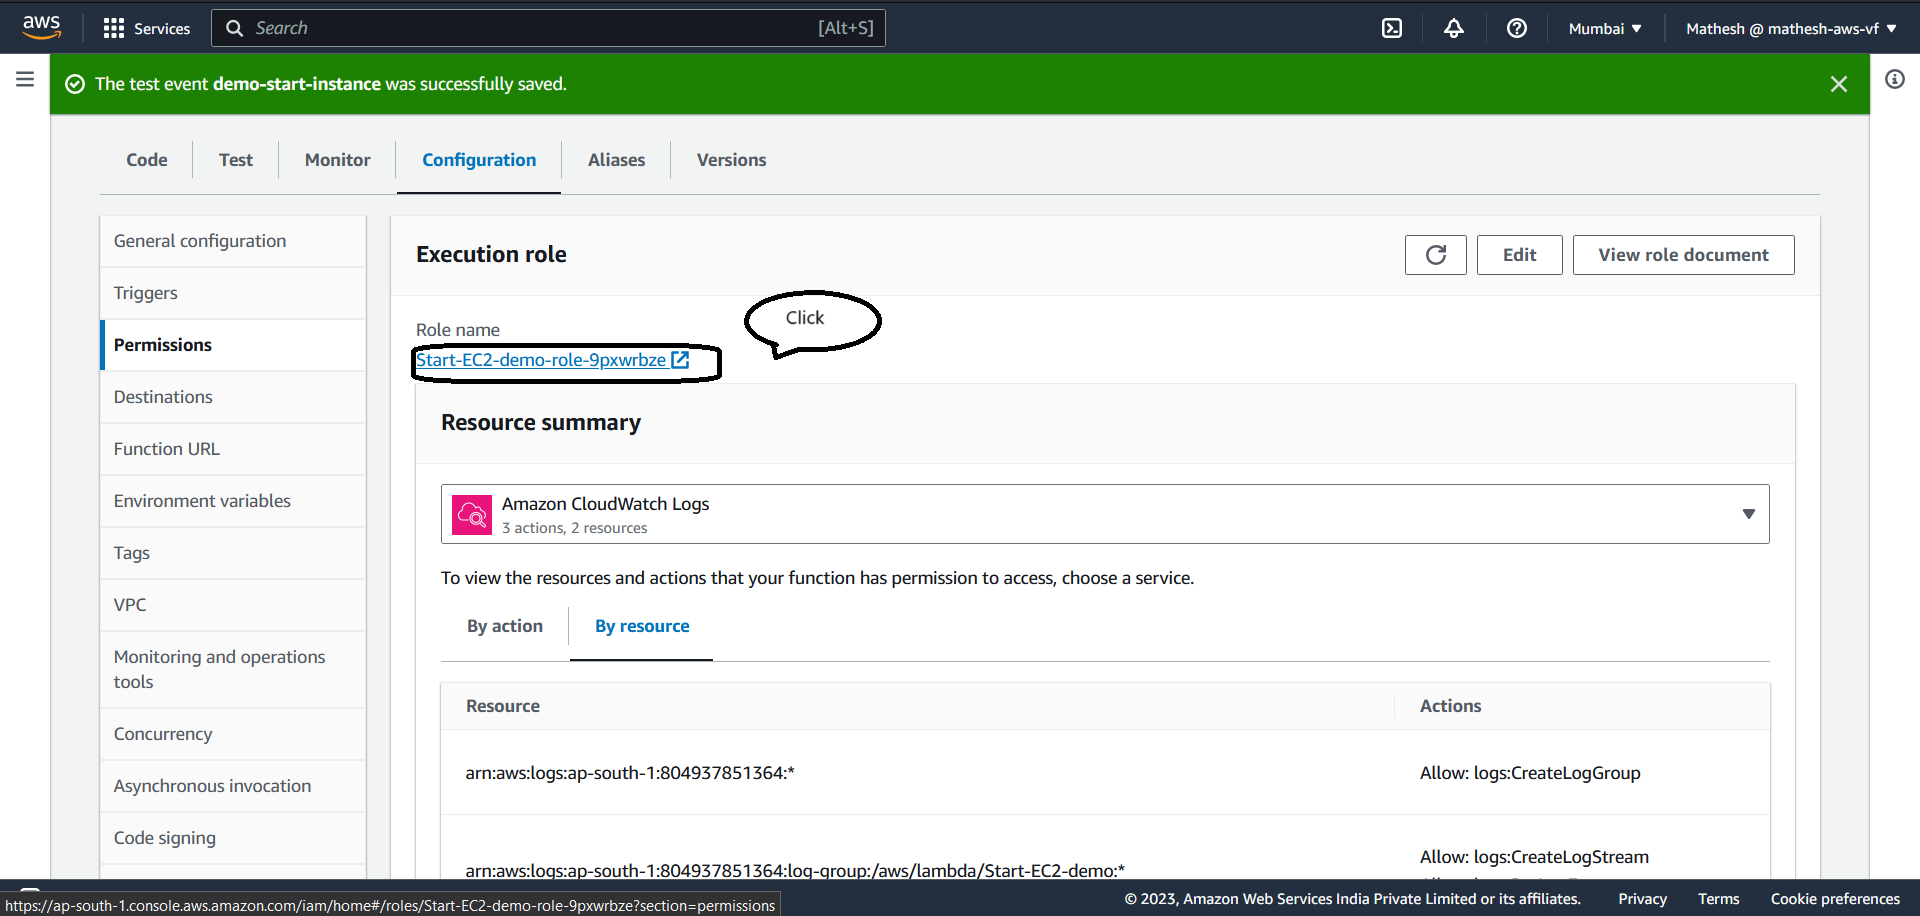 aws Services Search [Alt+S] Mumbai ▼ Mathesh @ mathesh-aws-vf ▼
The test event demo-start-instance was successfully saved.
Code Test Monitor Configuration Aliases Versions
General configuration
Triggers
Permissions
Destinations
Function URL
Environment variables
Tags
VPC
Monitoring and operations
tools
Concurrency
Asynchronous invocation
Code signing
Execution role Edit View role document
Click
Role name
Start-EC2-demo-role-9pxwrbze
Resource summary
Amazon CloudWatch Logs
3 actions, 2 resources
To view the resources and actions that your function has permission to access, choose a service.
By action By resource
Resource Actions
arn:aws:logs:ap-south-1:804937851364:* Allow: logs:CreateLogGroup
Allow: logs:CreateLogStream
arn:aws:logs:ap-south-1:804937851364:log-group:/aws/lambda/Start-EC2-demo:*
© 2023, Amazon Web Services India Private Limited or its affiliates. Privacy Terms Cookie preferences
https://ap-south-1.console.aws.amazon.com/iam/home#/roles/Start-EC2-demo-role-9pxwrbze?section=permissions